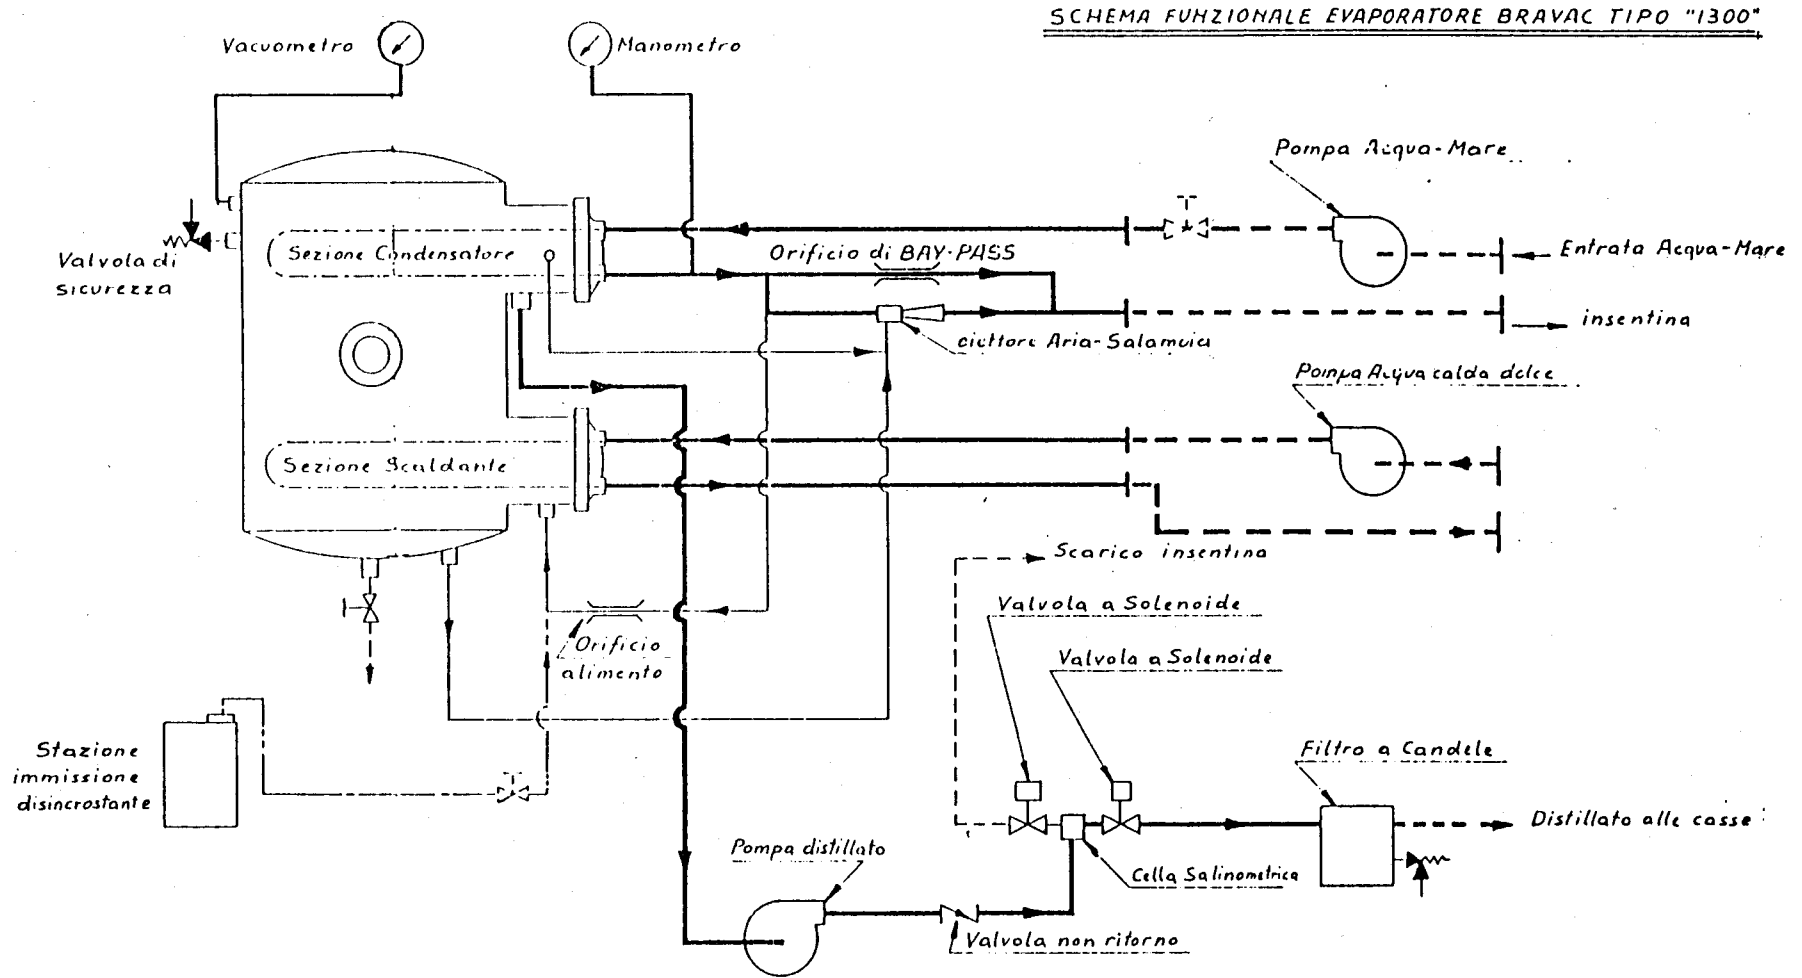 SCHEMA FUNZIONALE EVAPORATORE BRAVAC TIPO "1300"
Vacuometro
Manometro
Pompa Acqua-Mare
Valvola di
sicurezza
Sezione Condensatore
Orificio di BAY-PASS
Entrata Acqua-Mare
insentina
eiettore Aria-Salamoia
Pompa Acqua calda dolce
Sezione Scaldante
Scarico insentina
Valvola a Solenoide
Orificio
alimento
Valvola a Solenoide
Stazione
immissione
disincrostante
Filtro a Candele
Distillato alle casse
Pompa distillato
Cella Salinometrica
Valvola non ritorno